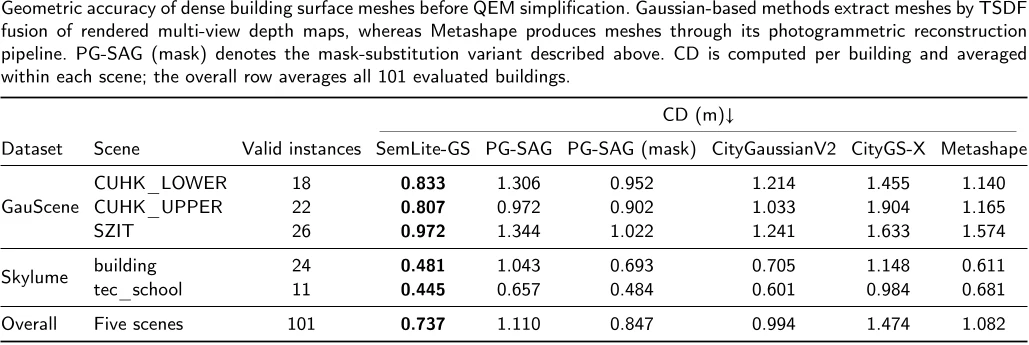 Geometric accuracy of dense building surface meshes before QEM simplification. Gaussian-based methods extract meshes by TSDF
fusion of rendered multi-view depth maps, whereas Metashape produces meshes through its photogrammetric reconstruction
pipeline. PG-SAG (mask) denotes the mask-substitution variant described above. CD is computed per building and averaged
within each scene; the overall row averages all 101 evaluated buildings.
CD (m)↓
Dataset Scene Valid instances SemLite-GS PG-SAG PG-SAG (mask) CityGaussianV2 CityGS-X Metashape
CUHK_LOWER 18 0.833 1.306 0.952 1.214 1.455 1.140
GauScene CUHK_UPPER 22 0.807 0.972 0.902 1.033 1.904 1.165
SZIT 26 0.972 1.344 1.022 1.241 1.633 1.574
Skylume building 24 0.481 1.043 0.693 0.705 1.148 0.611
tec_school 11 0.445 0.657 0.484 0.601 0.984 0.681
Overall Five scenes 101 0.737 1.110 0.847 0.994 1.474 1.082